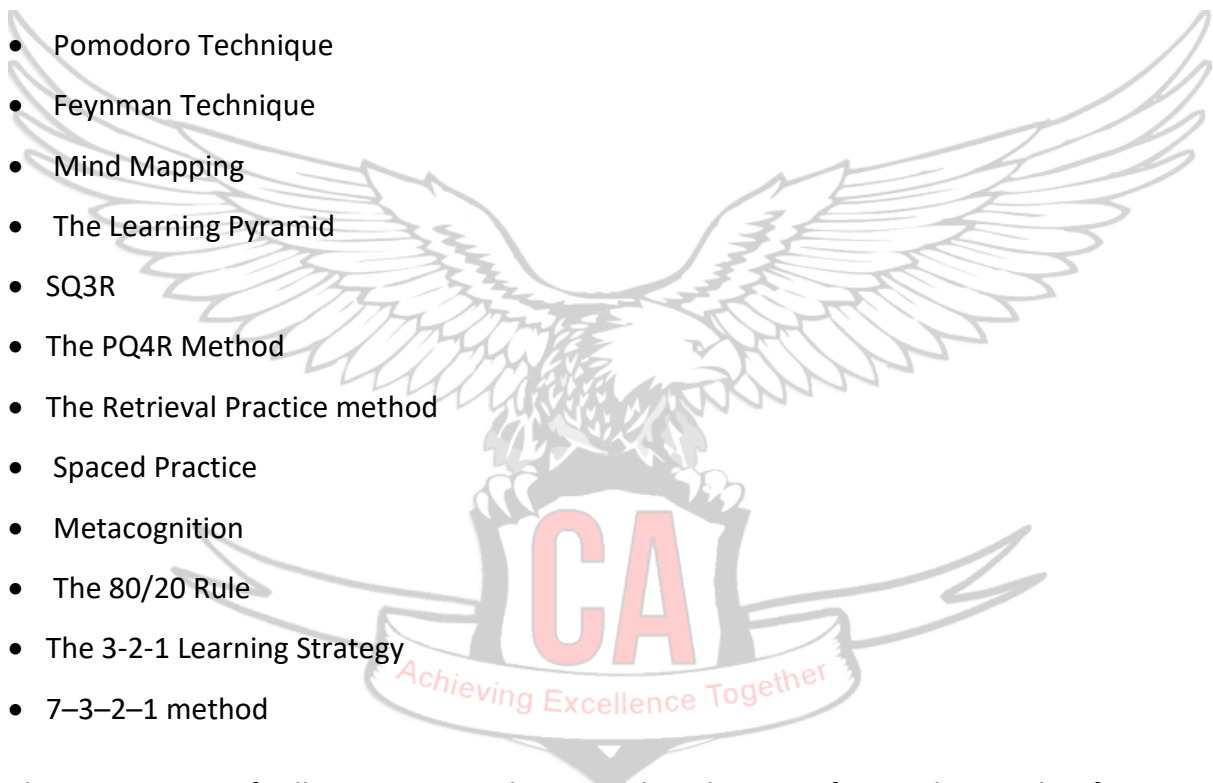 • Pomodoro Technique
• Feynman Technique
• Mind Mapping
• The Learning Pyramid
• SQ3R
• The PQ4R Method
• The Retrieval Practice method
• Spaced Practice
• Metacognition
• The 80/20 Rule
• The 3-2-1 Learning Strategy
• 7–3–2–1 method
CA
Achieving Excellence Together